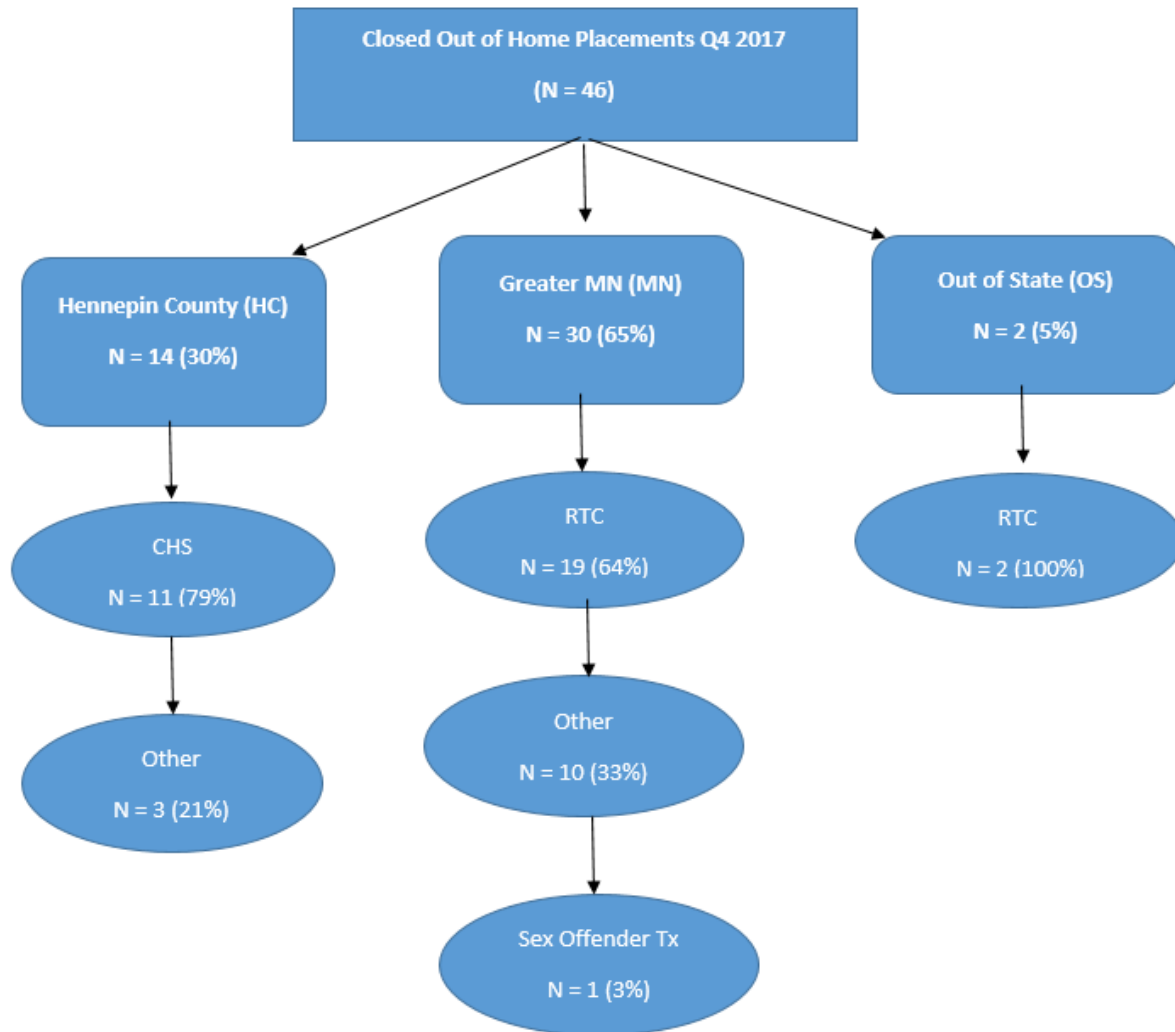 Closed Out of Home Placements Q4 2017
(N = 46)
Hennepin County (HC)
N = 14 (30%)
Greater MN (MN)
N = 30 (65%)
Out of State (OS)
N = 2 (5%)
CHS
N = 11 (79%)
Other
N = 3 (21%)
RTC
N = 19 (64%)
Other
N = 10 (33%)
Sex Offender Tx
N = 1 (3%)
RTC
N = 2 (100%)